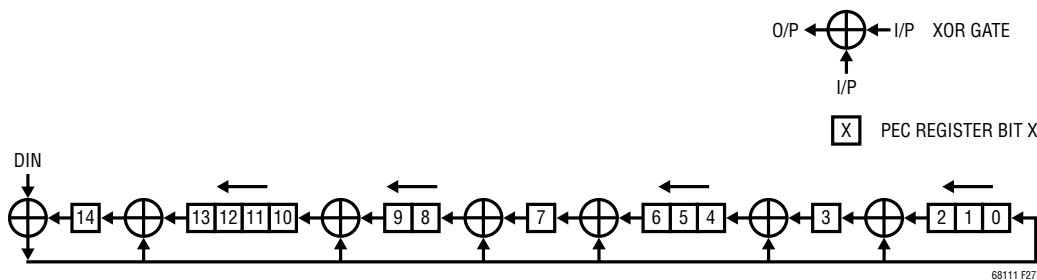 O/P I/P XOR GATE
I/P
X PEC REGISTER BIT X
DIN
14 13 12 11 10 9 8 7 6 5 4 3 2 1 0
68111 F27